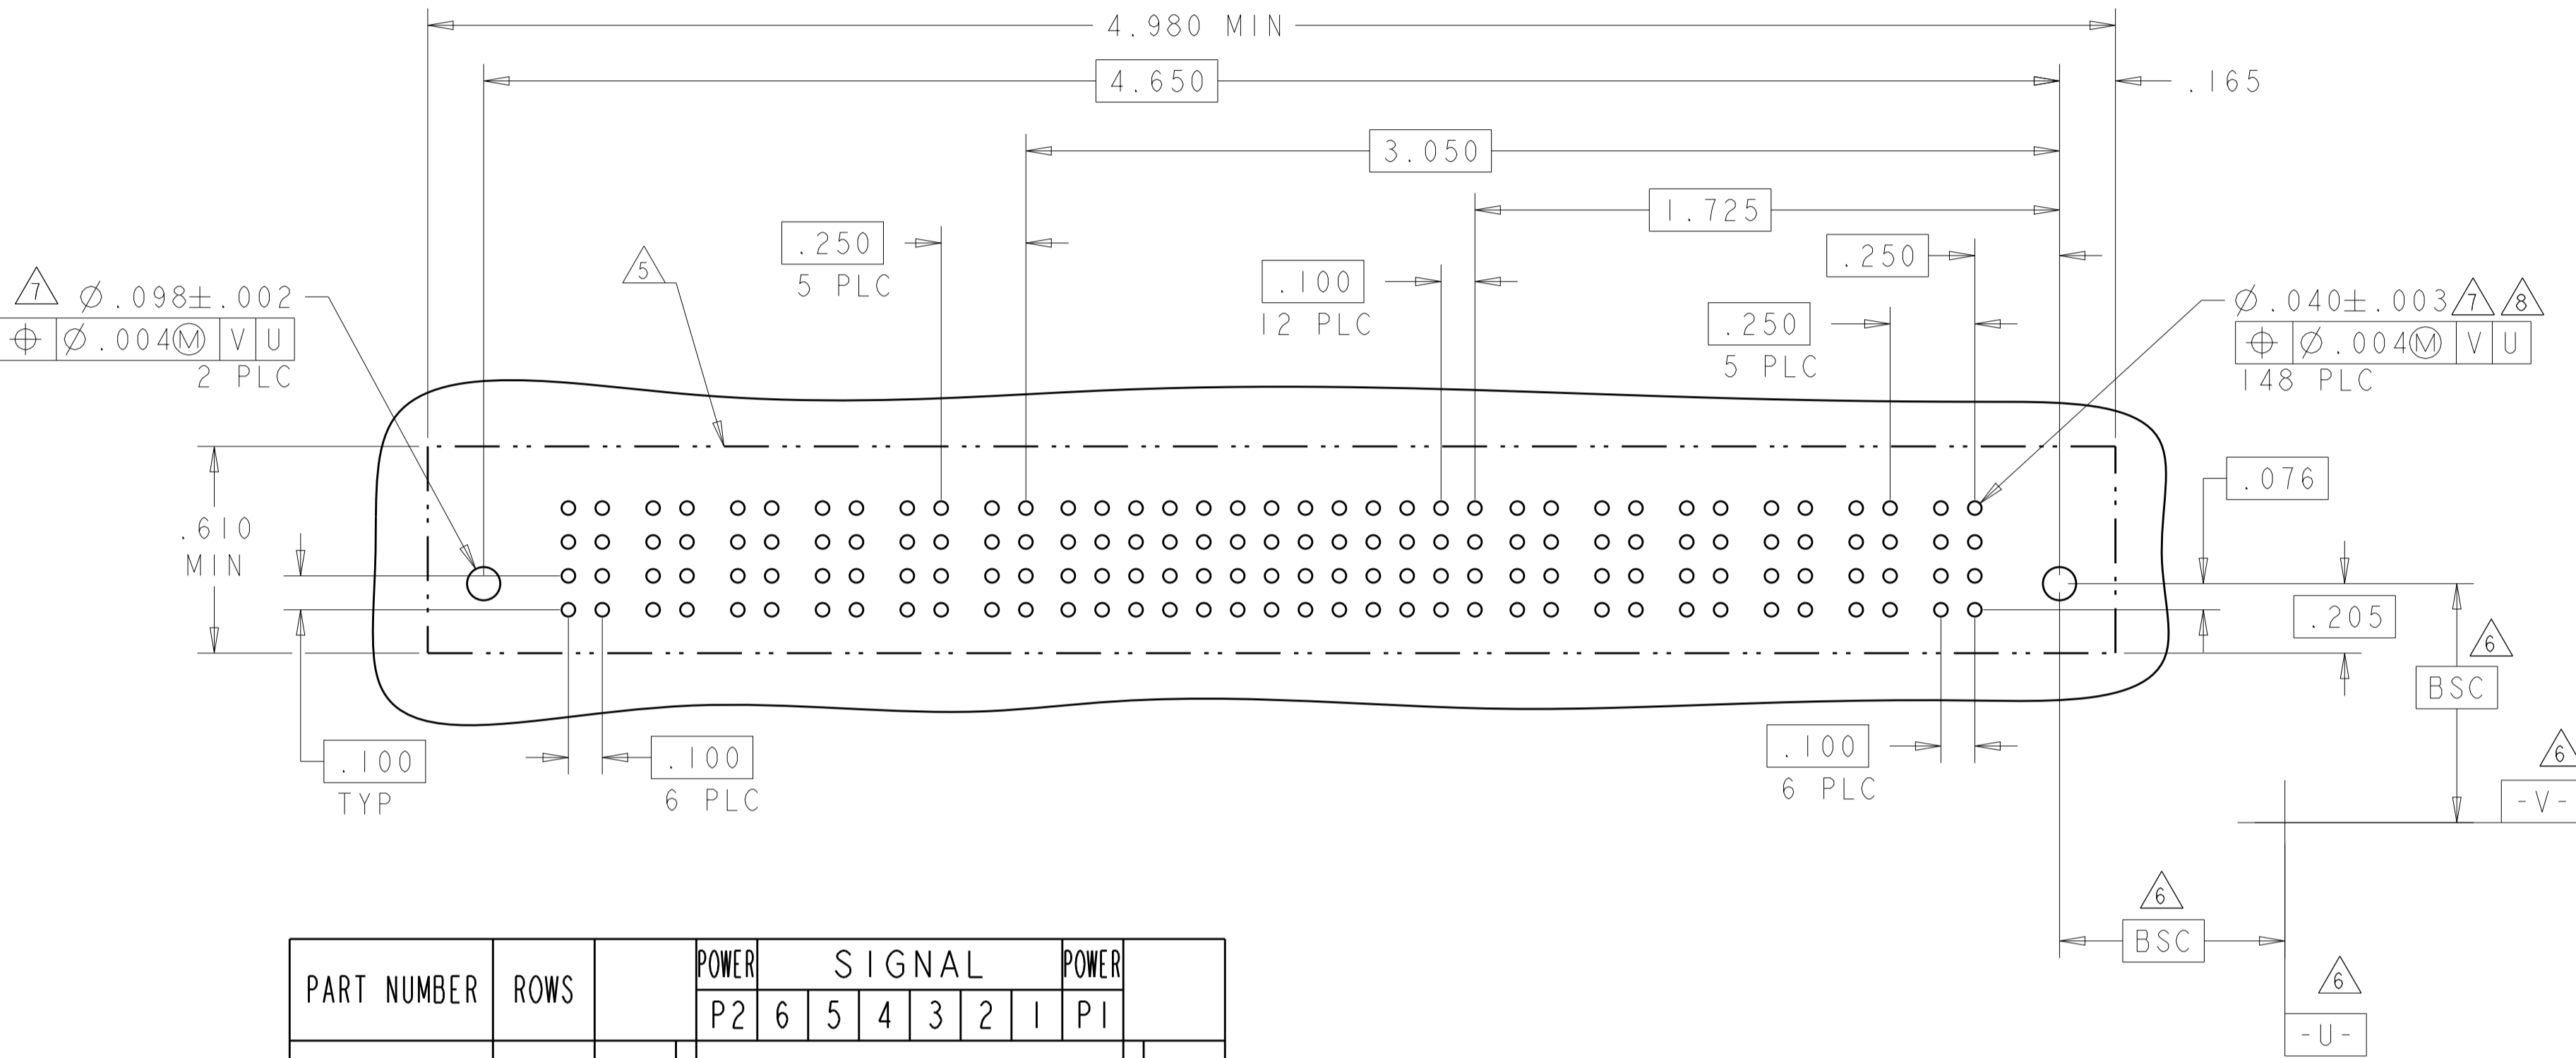 4.980 MIN
4.650
.165
3.050
1.725
.250
5 PLC
.100
12 PLC
.250
.250
5 PLC
5
7 Ø.098±.002
⌖ Ø.004Ⓜ V U
2 PLC
Ø.040±.003 7 8
⌖ Ø.004Ⓜ V U
148 PLC
.076
.610
MIN
.205
6
BSC
6
-V-
.100
TYP
.100
6 PLC
.100
6 PLC
6
BSC
6
-U-
PART NUMBER ROWS POWER SIGNAL POWER
P2 6 5 4 3 2 1 P1